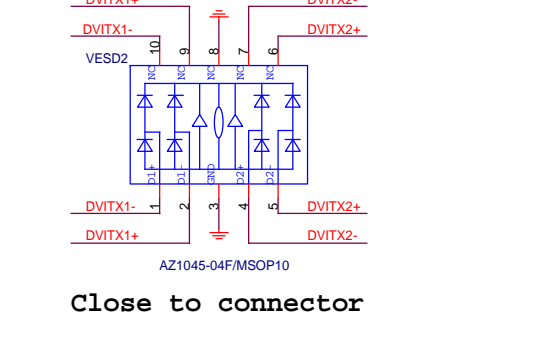 DVITX1+ DVITX2-
DVITX1- DVITX2+
10 9 8 7 6
VESD2
NC NC NC NC NC
D1+ D1- GND D2+ D2-
1 2 3 4 5
DVITX1- DVITX2+
DVITX1+ DVITX2-
AZ1045-04F/MSOP10
Close to connector